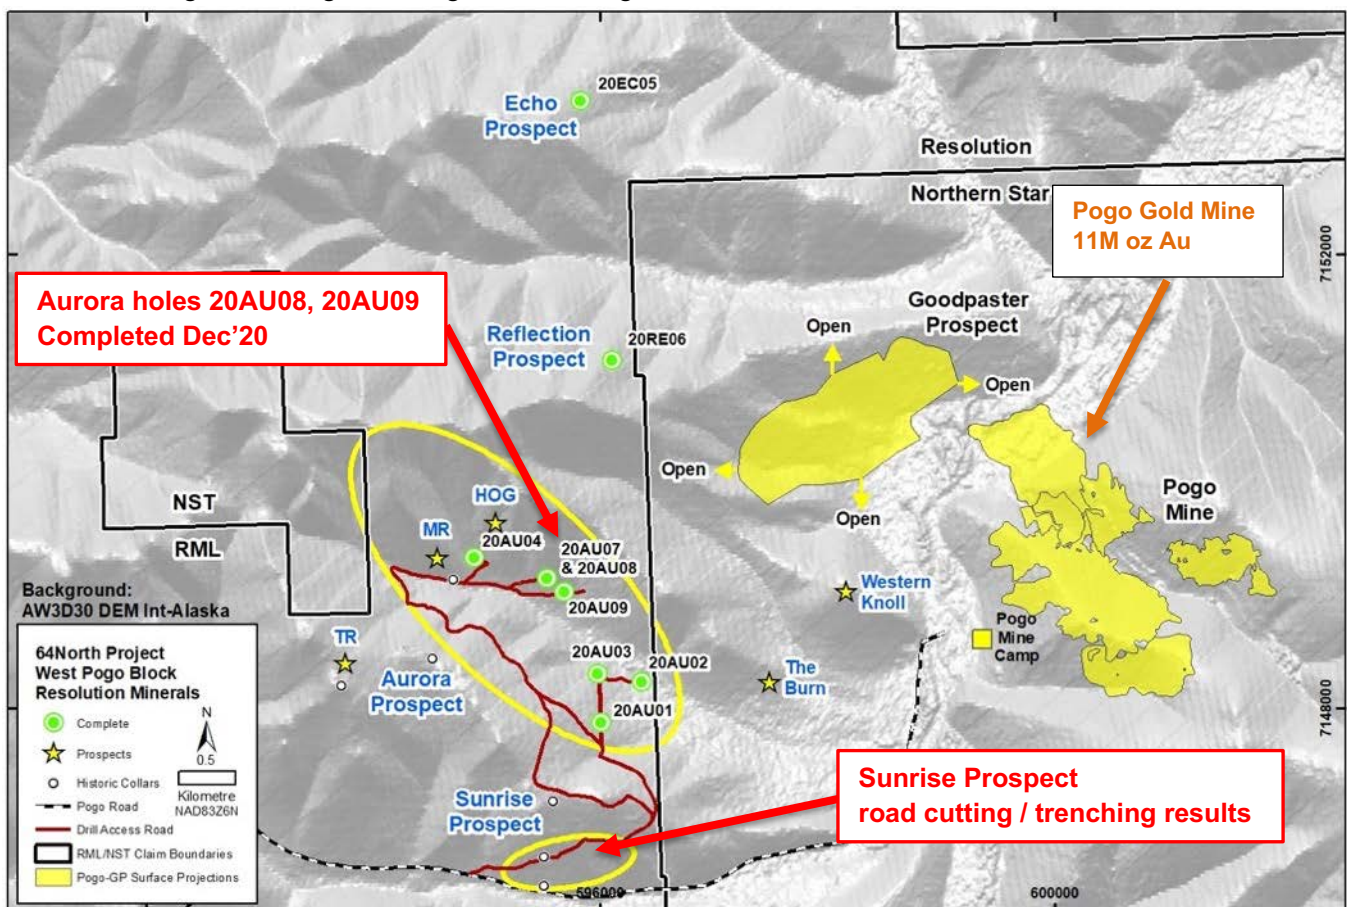 20EC05
Echo
Prospect
Resolution
Northern Star
Pogo Gold Mine
11M oz Au
7152000
Aurora holes 20AU08, 20AU09
Completed Dec'20
Goodpaster
Prospect
Open
Reflection
Prospect
20RE06
Open
Open
Open
Pogo
Mine
NST
RML
HOG
MR
20AU04
20AU07
& 20AU08
20AU09
Western
Knoll
Background:
AW3D30 DEM Int-Alaska
TR
Aurora
Prospect
20AU03
20AU02
20AU01
The
Burn
Pogo
Mine
Camp
7148000
64North Project
West Pogo Block
Resolution Minerals
Complete
Prospects
Historic Collars
Pogo Road
Drill Access Road
RML/NST Claim Boundaries
Pogo-GP Surface Projections
N
0.5
Kilometre
NAD83Z6N
Sunrise
Prospect
Sunrise Prospect
road cutting / trenching results
596000
600000